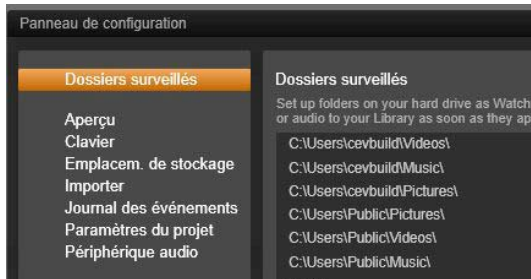 Panneau de configuration
Dossiers surveillés
Aperçu
Clavier
Emplacem. de stockage
Importer
Journal des événements
Paramètres du projet
Périphérique audio
Dossiers surveillés
Set up folders on your hard drive as Watch
or audio to your Library as soon as they ap
C:\Users\cevbuild\Videos\
C:\Users\cevbuild\Music\
C:\Users\cevbuild\Pictures\
C:\Users\Public\Pictures\
C:\Users\Public\Videos\
C:\Users\Public\Music\